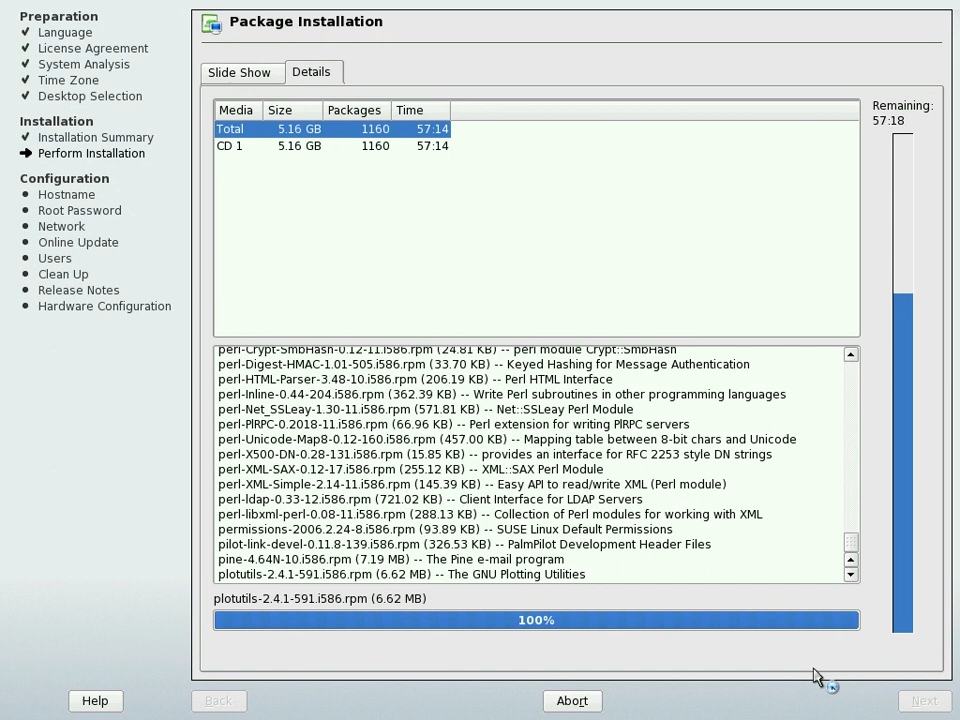 Preparation
Language
License Agreement
System Analysis
Time Zone
Desktop Selection
Installation
Installation Summary
Perform Installation
Configuration
Hostname
Root Password
Network
Online Update
Users
Clean Up
Release Notes
Hardware Configuration
Package Installation
Slide Show Details
Media Size Packages Time
Total 5.16 GB 1160 57:14
CD 1 5.16 GB 1160 57:14
Remaining:
57:18
perl-Crypt-SmbHash-0.12-11.i586.rpm (24.81 KB) -- perl module Crypt::SmbHash
perl-Digest-HMAC-1.01-505.i586.rpm (33.70 KB) -- Keyed Hashing for Message Authentication
perl-HTML-Parser-3.48-10.i586.rpm (206.19 KB) -- Perl HTML Interface
perl-Inline-0.44-204.i586.rpm (362.39 KB) -- Write Perl subroutines in other programming languages
perl-Net_SSLeay-1.30-11.i586.rpm (571.81 KB) -- Net::SSLeay Perl Module
perl-PlRPC-0.2018-11.i586.rpm (66.96 KB) -- Perl extension for writing PlRPC servers
perl-Unicode-Map8-0.12-160.i586.rpm (457.00 KB) -- Mapping table between 8-bit chars and Unicode
perl-X500-DN-0.28-131.i586.rpm (15.85 KB) -- provides an interface for RFC 2253 style DN strings
perl-XML-SAX-0.12-17.i586.rpm (255.12 KB) -- XML::SAX Perl Module
perl-XML-Simple-2.14-11.i586.rpm (145.39 KB) -- Easy API to read/write XML (Perl module)
perl-ldap-0.33-12.i586.rpm (721.02 KB) -- Client Interface for LDAP Servers
perl-libxml-perl-0.08-11.i586.rpm (288.13 KB) -- Collection of Perl modules for working with XML
permissions-2006.2.24-8.i586.rpm (93.89 KB) -- SUSE Linux Default Permissions
pilot-link-devel-0.11.8-139.i586.rpm (326.53 KB) -- PalmPilot Development Header Files
pine-4.64N-10.i586.rpm (7.19 MB) -- The Pine e-mail program
plotutils-2.4.1-591.i586.rpm (6.62 MB) -- The GNU Plotting Utilities
plotutils-2.4.1-591.i586.rpm (6.62 MB)
100%
Help Back Abort Next